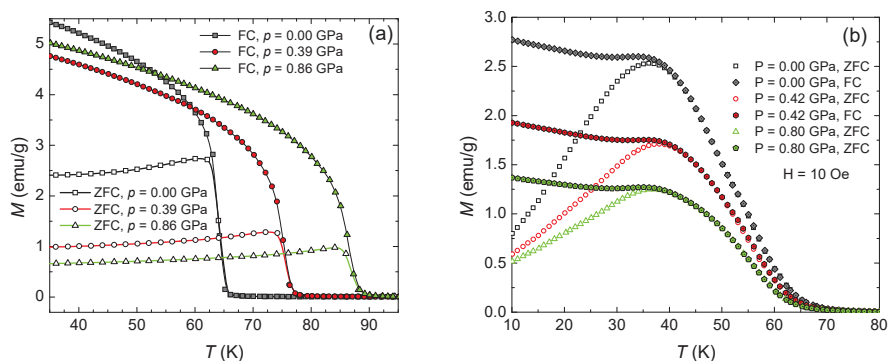 (a)
FC, p = 0.00 GPa
FC, p = 0.39 GPa
FC, p = 0.86 GPa
ZFC, p = 0.00 GPa
ZFC, p = 0.39 GPa
ZFC, p = 0.86 GPa
M (emu/g)
5
4
3
2
1
0
40 50 60 70 80 90
T (K)
(b)
P = 0.00 GPa, ZFC
P = 0.00 GPa, FC
P = 0.42 GPa, ZFC
P = 0.42 GPa, FC
P = 0.80 GPa, ZFC
P = 0.80 GPa, ZFC
H = 10 Oe
M (emu/g)
3.0
2.5
2.0
1.5
1.0
0.5
0.0
10 20 30 40 50 60 70 80
T (K)